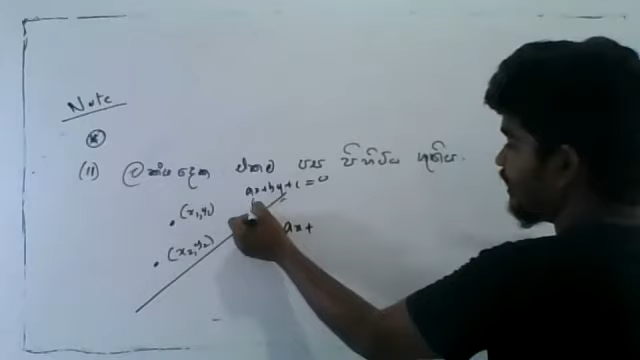 Note
(II) ලක්ෂ්‍ය දෙක එකම පස පිහිටිය යුතුය.
ax+by+c=0
(x₁,y₁)
ax+
(x₂,y₂)